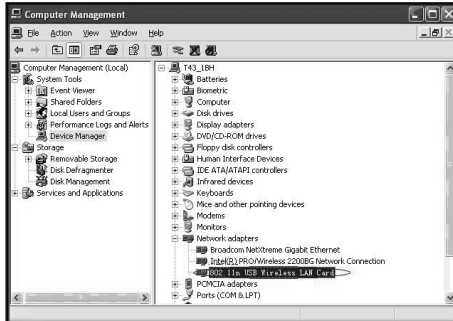 Computer Management
File Action View Window Help
Computer Management (Local)
System Tools
Event Viewer
Shared Folders
Local Users and Groups
Performance Logs and Alerts
Device Manager
Storage
Removable Storage
Disk Defragmenter
Disk Management
Services and Applications
T43_1BH
Batteries
Biometric
Computer
Disk drives
Display adapters
DVD/CD-ROM drives
Floppy disk controllers
Human Interface Devices
IDE ATA/ATAPI controllers
Infrared devices
Keyboards
Mice and other pointing devices
Modems
Monitors
Network adapters
Broadcom NetXtreme Gigabit Ethernet
Intel(R) PRO/Wireless 2200BG Network Connection
802.11n USB Wireless LAN Card
PCMCIA adapters
Ports (COM & LPT)